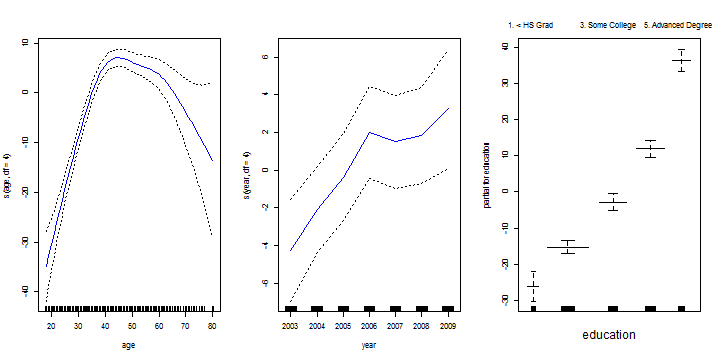 1. < HS Grad 3. Some College 5. Advanced Degree
s(age, df = 4)
10
0
-10
-20
-30
-40
20 30 40 50 60 70 80
age
s(year, df = 4)
6
4
2
0
-2
-4
-6
2003 2004 2005 2006 2007 2008 2009
year
partial for education
40
30
20
10
0
-10
-20
-30
education